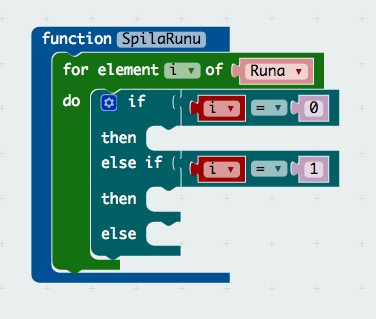 function SpilaRunu
for element i of Runa
do if i = 0
then
else if i = 1
then
else